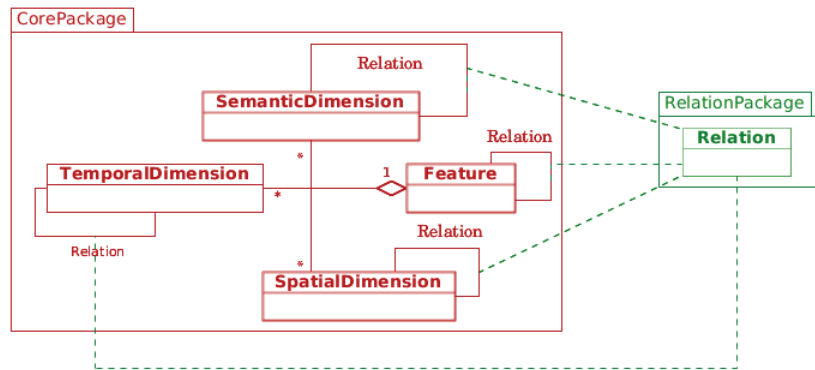 CorePackage
Relation
SemanticDimension
RelationPackage
Relation
Relation
*
TemporalDimension
1
Feature
*
Relation
Relation
*
SpatialDimension